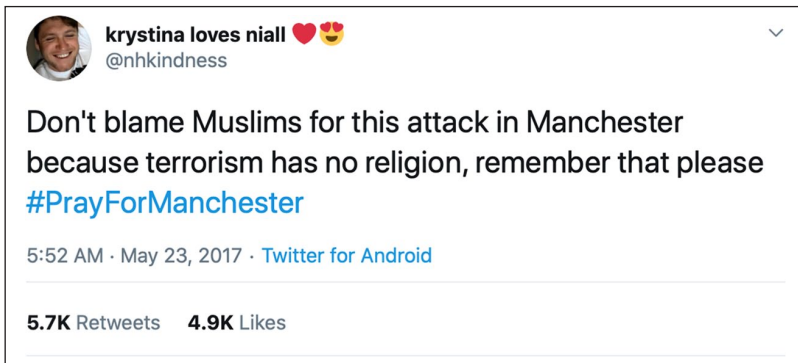 krystina loves niall ❤️😍
@nhkindness
Don't blame Muslims for this attack in Manchester
because terrorism has no religion, remember that please
#PrayForManchester
5:52 AM · May 23, 2017 · Twitter for Android
5.7K Retweets 4.9K Likes